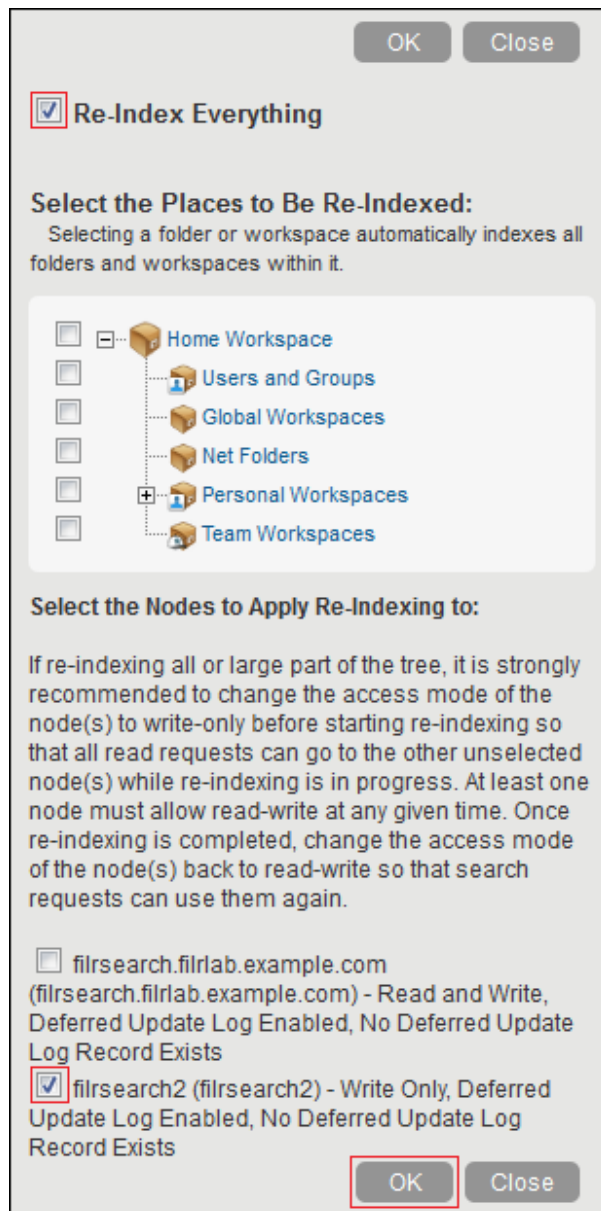 OK Close
Re-Index Everything
Select the Places to Be Re-Indexed:
Selecting a folder or workspace automatically indexes all
folders and workspaces within it.
Home Workspace
Users and Groups
Global Workspaces
Net Folders
Personal Workspaces
Team Workspaces
Select the Nodes to Apply Re-Indexing to:
If re-indexing all or large part of the tree, it is strongly
recommended to change the access mode of the
node(s) to write-only before starting re-indexing so
that all read requests can go to the other unselected
node(s) while re-indexing is in progress. At least one
node must allow read-write at any given time. Once
re-indexing is completed, change the access mode
of the node(s) back to read-write so that search
requests can use them again.
filrsearch.filrlab.example.com
(filrsearch.filrlab.example.com) - Read and Write,
Deferred Update Log Enabled, No Deferred Update
Log Record Exists
filrsearch2 (filrsearch2) - Write Only, Deferred
Update Log Enabled, No Deferred Update Log
Record Exists
OK Close